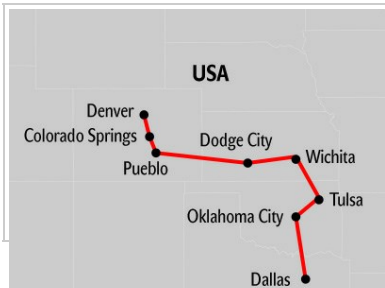 USA
Denver
Colorado Springs
Pueblo
Dodge City
Wichita
Tulsa
Oklahoma City
Dallas